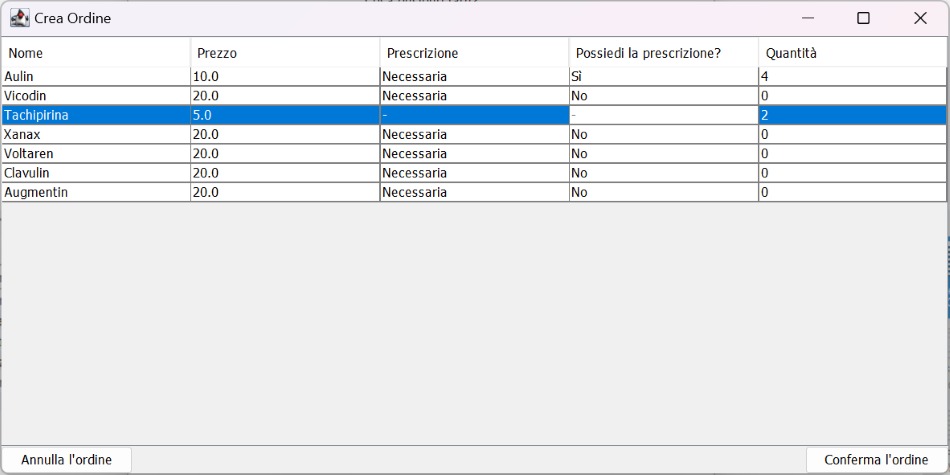 Crea Ordine
Nome Prezzo Prescrizione Possiedi la prescrizione? Quantità
Aulin 10.0 Necessaria Sì 4
Vicodin 20.0 Necessaria No 0
Tachipirina 5.0 - - 2
Xanax 20.0 Necessaria No 0
Voltaren 20.0 Necessaria No 0
Clavulin 20.0 Necessaria No 0
Augmentin 20.0 Necessaria No 0
Annulla l'ordine Conferma l'ordine